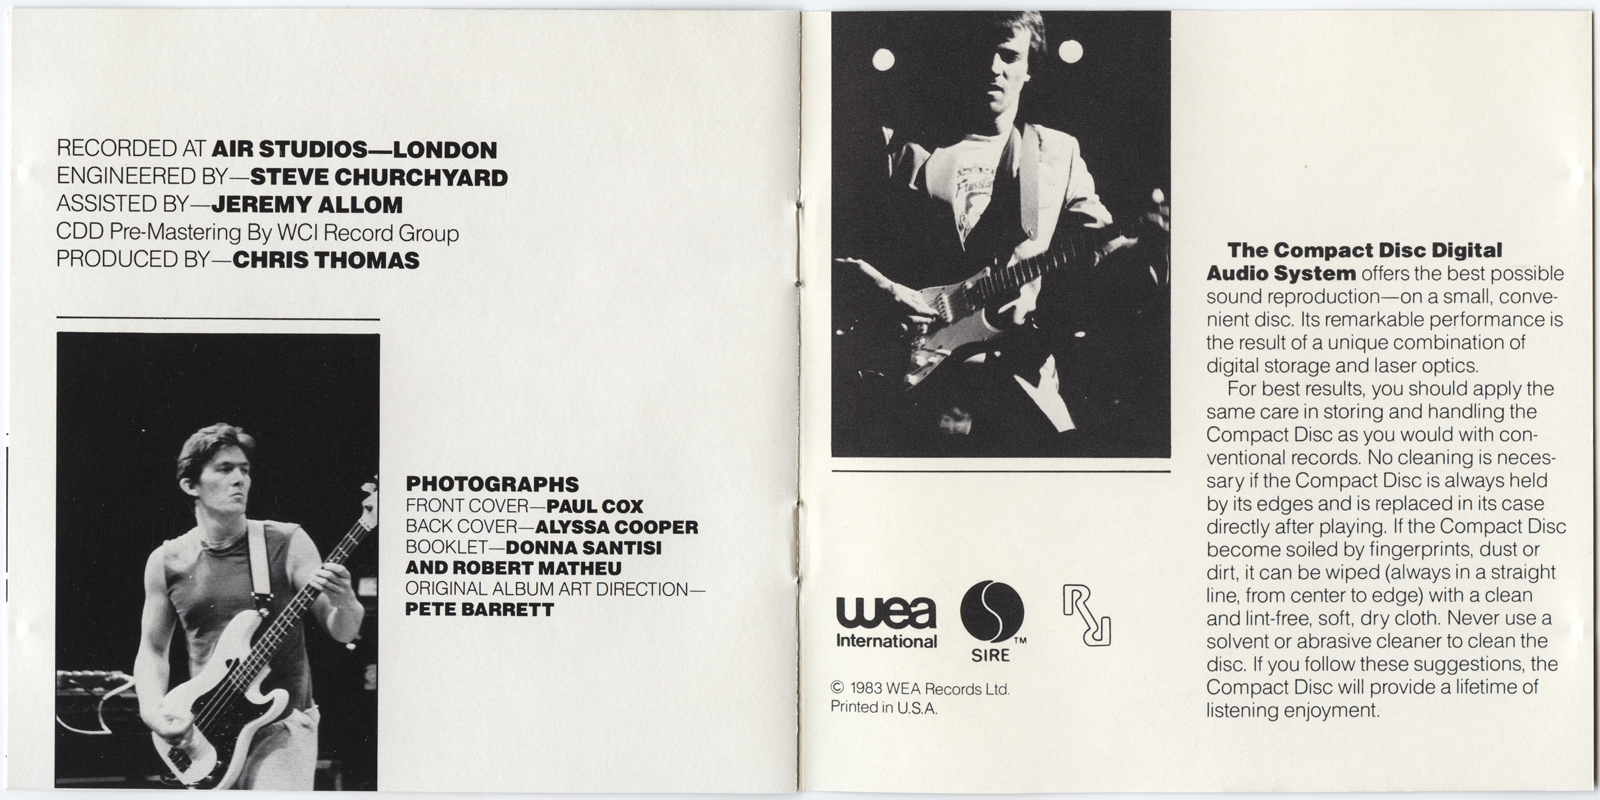 RECORDED AT AIR STUDIOS—LONDON
ENGINEERED BY—STEVE CHURCHYARD
ASSISTED BY—JEREMY ALLOM
CDD Pre-Mastering By WCI Record Group
PRODUCED BY—CHRIS THOMAS
PHOTOGRAPHS
FRONT COVER—PAUL COX
BACK COVER—ALYSSA COOPER
BOOKLET—DONNA SANTISI
AND ROBERT MATHEU
ORIGINAL ALBUM ART DIRECTION—
PETE BARRETT
wea
International
SIRE
TM
© 1983 WEA Records Ltd.
Printed in U.S.A.
The Compact Disc Digital
Audio System offers the best possible
sound reproduction—on a small, conve-
nient disc. Its remarkable performance is
the result of a unique combination of
digital storage and laser optics.
For best results, you should apply the
same care in storing and handling the
Compact Disc as you would with con-
ventional records. No cleaning is neces-
sary if the Compact Disc is always held
by its edges and is replaced in its case
directly after playing. If the Compact Disc
become soiled by fingerprints, dust or
dirt, it can be wiped (always in a straight
line, from center to edge) with a clean
and lint-free, soft, dry cloth. Never use a
solvent or abrasive cleaner to clean the
disc. If you follow these suggestions, the
Compact Disc will provide a lifetime of
listening enjoyment.